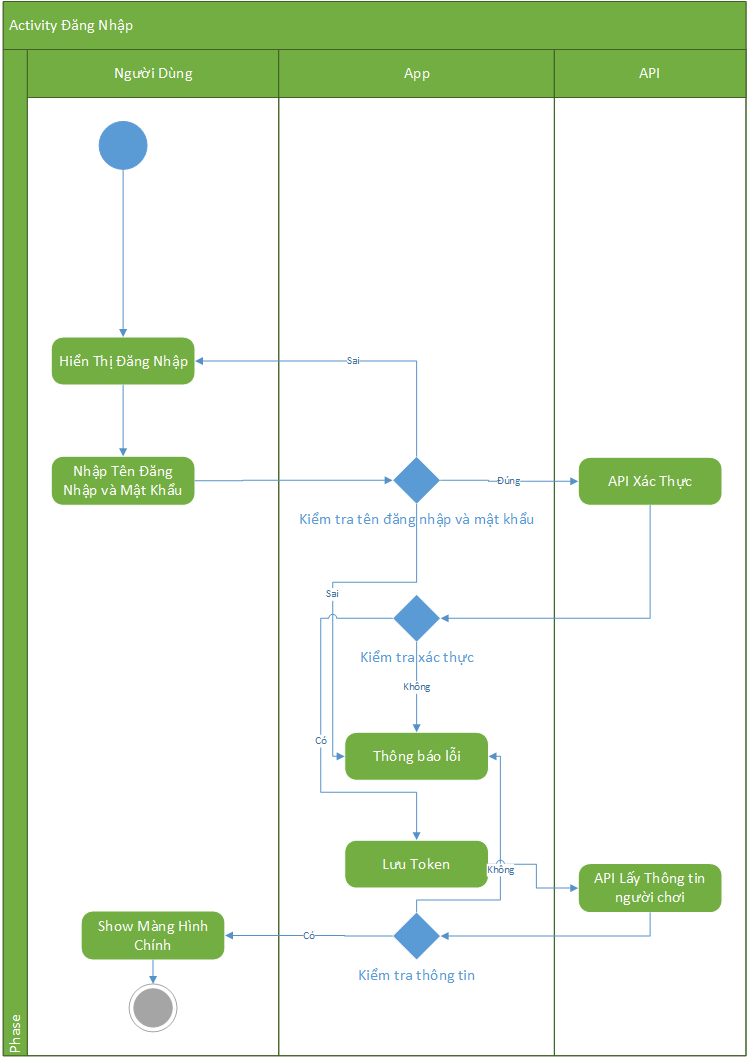 Activity Đăng Nhập
Người Dùng
App
API
Hiển Thị Đăng Nhập
Sai
Nhập Tên Đăng
Nhập và Mật Khẩu
Đúng
API Xác Thực
Kiểm tra tên đăng nhập và mật khẩu
Sai
Kiểm tra xác thực
Không
Có
Thông báo lỗi
Lưu Token
Không
API Lấy Thông tin
người chơi
Show Màng Hình
Chính
Có
Kiểm tra thông tin
Phase